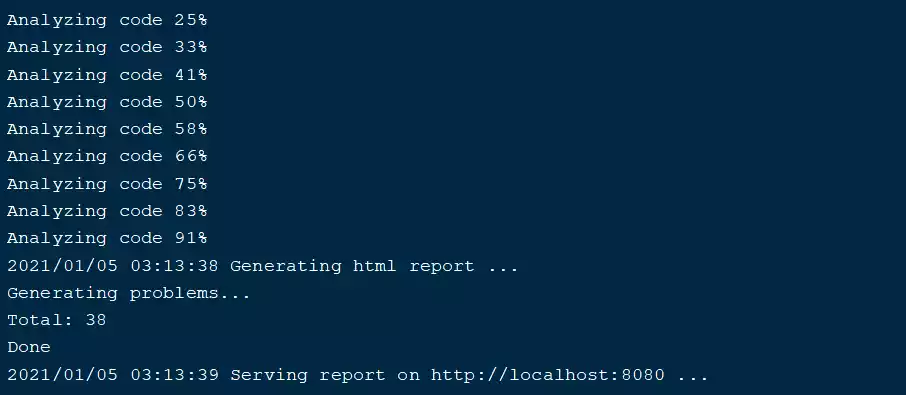 Analyzing code 25%
Analyzing code 33%
Analyzing code 41%
Analyzing code 50%
Analyzing code 58%
Analyzing code 66%
Analyzing code 75%
Analyzing code 83%
Analyzing code 91%
2021/01/05 03:13:38 Generating html report ...
Generating problems...
Total: 38
Done
2021/01/05 03:13:39 Serving report on http://localhost:8080 ...